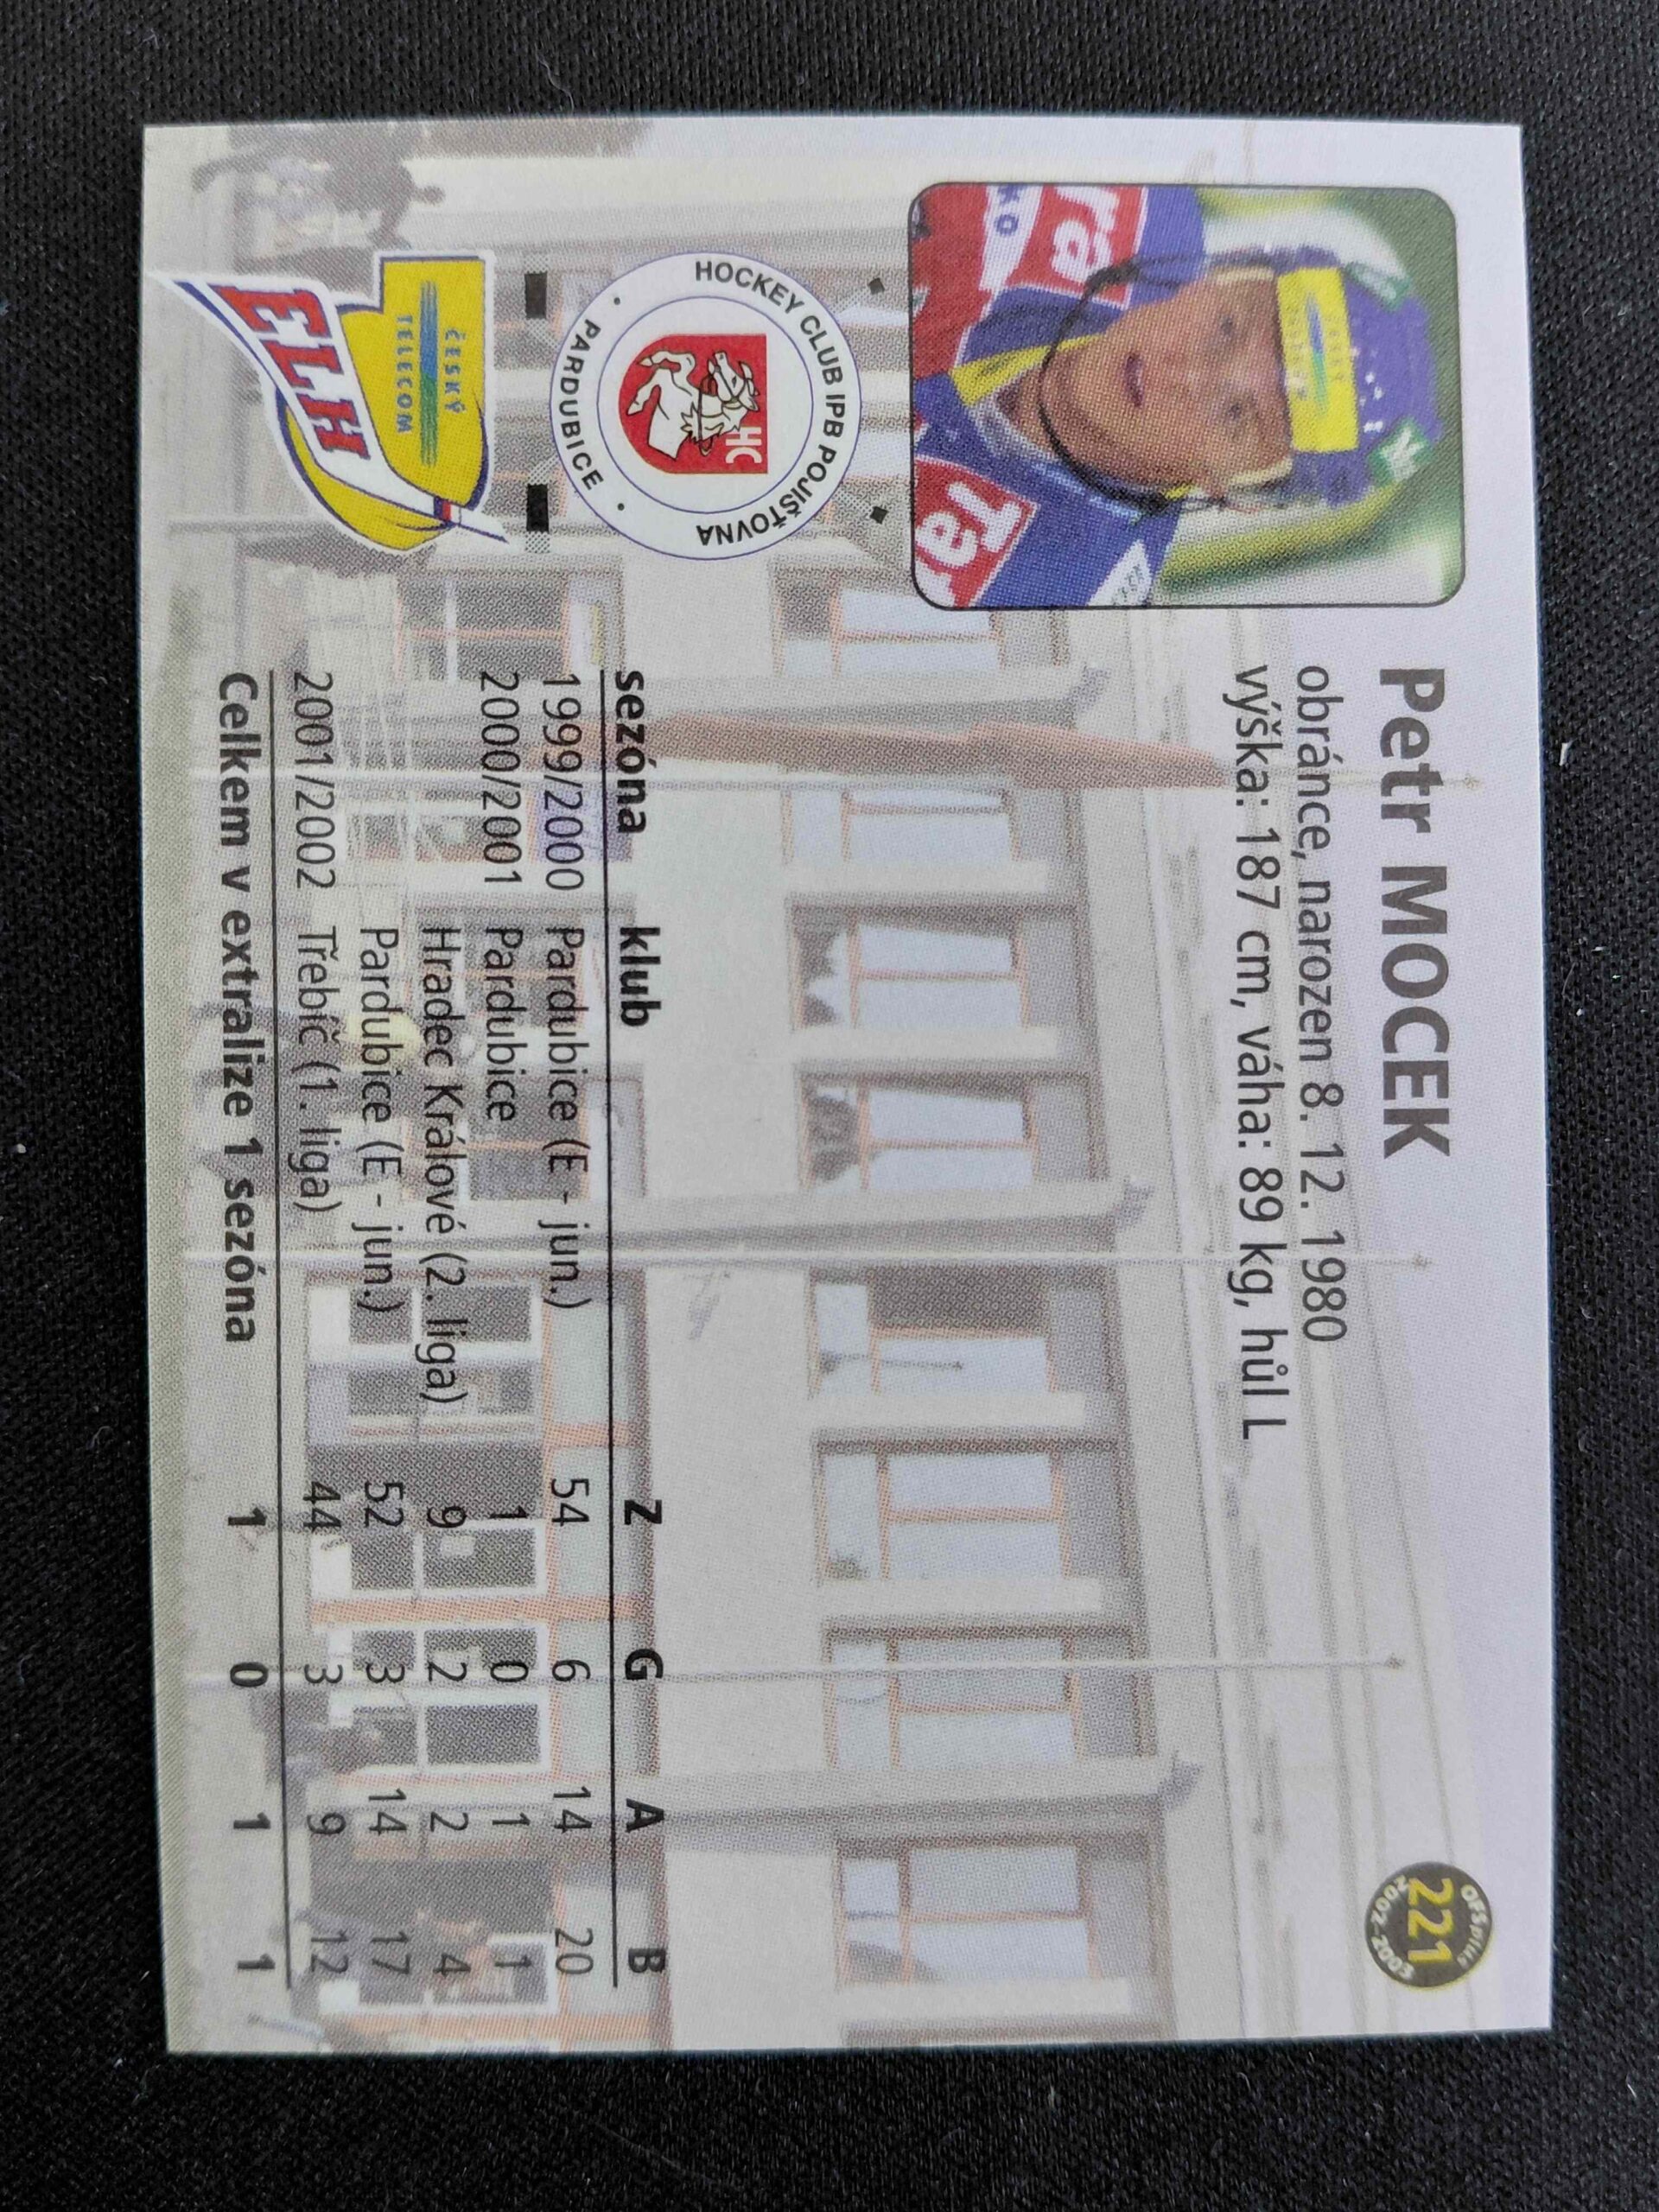 Petr MOCEK
obránce, narozen 8. 12. 1980
výška: 187 cm, váha: 89 kg, hůl L
OFS plus
221
2002-2003
HOCKEY CLUB IPB POJIŠŤOVNA
PARDUBICE
HC
ČESKÝ
TELECOM
ELH
sezóna klub Z G A B
1999/2000 Pardubice (E - jun.) 54 6 14 20
2000/2001 Pardubice 1 0 1 1
Hradec Králové (2. liga) 9 2 2 4
Pardubice (E - jun.) 52 3 14 17
2001/2002 Třebíč (1. liga) 44 3 9 12
Celkem v extralize 1 sezóna 1 0 1 1